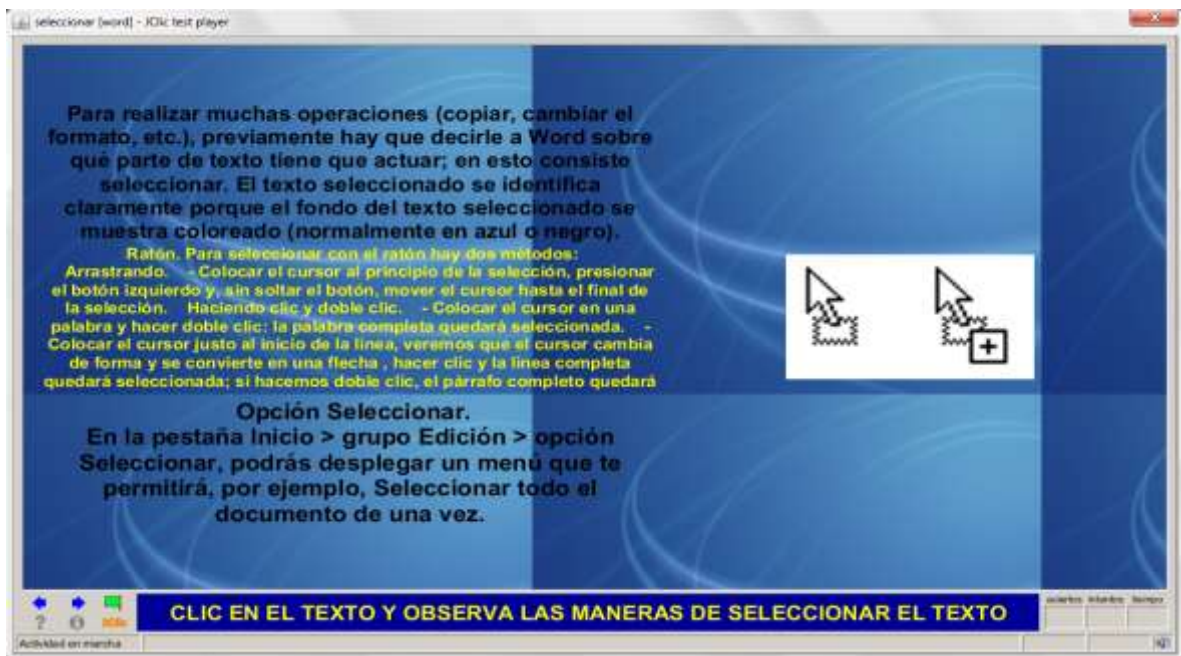 seleccionar (word) - JClic test player
Para realizar muchas operaciones (copiar, cambiar el
formato, etc.), previamente hay que decirle a Word sobre
qué parte de texto tiene que actuar; en esto consiste
seleccionar. El texto seleccionado se identifica
claramente porque el fondo del texto seleccionado se
muestra coloreado (normalmente en azul o negro).
Ratón. Para seleccionar con el ratón hay dos métodos:
Arrastrando. - Colocar el cursor al principio de la selección, presionar
el botón izquierdo y, sin soltar el botón, mover el cursor hasta el final de
la selección. Haciendo clic y doble clic. - Colocar el cursor en una
palabra y hacer doble clic: la palabra completa quedará seleccionada. -
Colocar el cursor justo al inicio de la línea, veremos que el cursor cambia
de forma y se convierte en una flecha , hacer clic y la línea completa
quedará seleccionada; si hacemos doble clic, el párrafo completo quedará
Opción Seleccionar.
En la pestaña Inicio > grupo Edición > opción
Seleccionar, podrás desplegar un menú que te
permitirá, por ejemplo, Seleccionar todo el
documento de una vez.
CLIC EN EL TEXTO Y OBSERVA LAS MANERAS DE SELECCIONAR EL TEXTO
aciertos intentos tiempo
Actividad en marcha